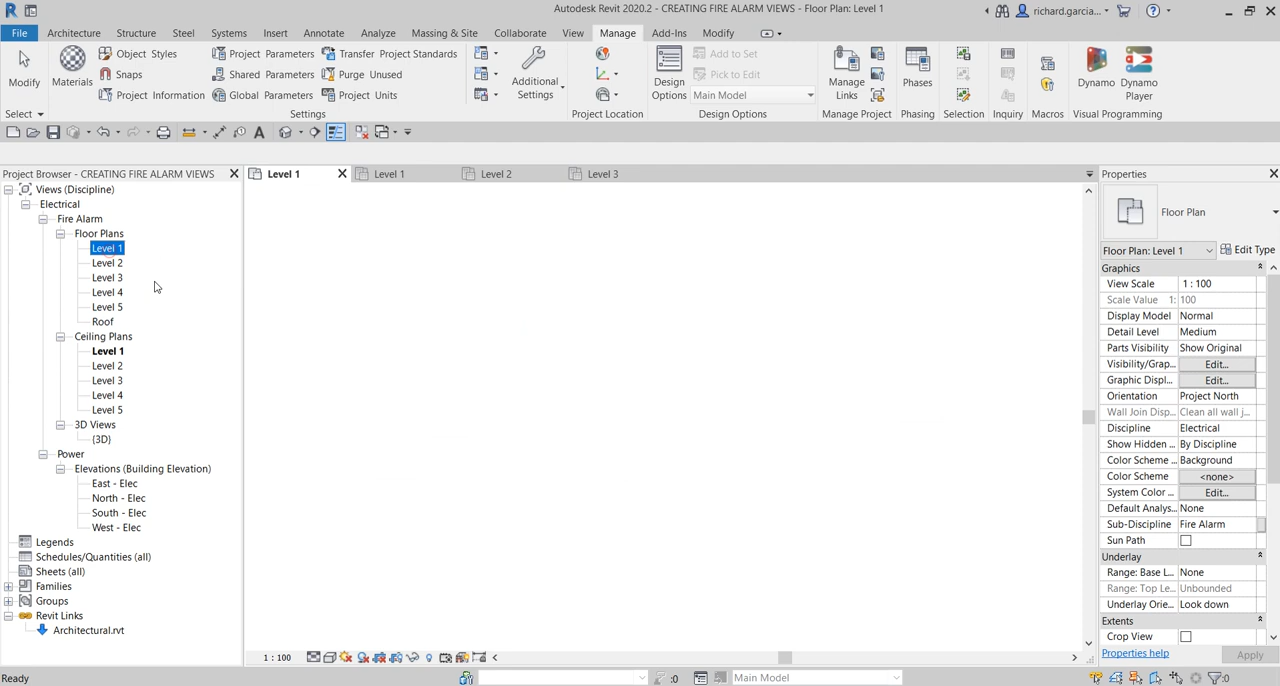 Autodesk Revit 2020.2 - CREATING FIRE ALARM VIEWS - Floor Plan: Level 1
richard.garcia...
File Architecture Structure Steel Systems Insert Annotate Analyze Massing & Site Collaborate View Manage Add-Ins Modify
Modify
Materials
Object Styles
Snaps
Project Information
Project Parameters
Shared Parameters
Global Parameters
Transfer Project Standards
Purge Unused
Project Units
Additional
Settings
Design
Options
Add to Set
Pick to Edit
Main Model
Manage
Links
Phases
Dynamo
Dynamo
Player
Select Settings Project Location Design Options Manage Project Phasing Selection Inquiry Macros Visual Programming
Project Browser - CREATING FIRE ALARM VIEWS
Views (Discipline)
Electrical
Fire Alarm
Floor Plans
Level 1
Level 2
Level 3
Level 4
Level 5
Roof
Ceiling Plans
Level 1
Level 2
Level 3
Level 4
Level 5
3D Views
{3D}
Power
Elevations (Building Elevation)
East - Elec
North - Elec
South - Elec
West - Elec
Legends
Schedules/Quantities (all)
Sheets (all)
Families
Groups
Revit Links
Architectural.rvt
Level 1 Level 1 Level 2 Level 3
Properties
Floor Plan
Floor Plan: Level 1 Edit Type
Graphics
View Scale 1 : 100
Scale Value 1: 100
Display Model Normal
Detail Level Medium
Parts Visibility Show Original
Visibility/Grap... Edit...
Graphic Displ... Edit...
Orientation Project North
Wall Join Disp... Clean all wall j...
Discipline Electrical
Show Hidden ... By Discipline
Color Scheme ... Background
Color Scheme <none>
System Color ... Edit...
Default Analys... None
Sub-Discipline Fire Alarm
Sun Path
Underlay
Range: Base L... None
Range: Top Le... Unbounded
Underlay Orie... Look down
Extents
Crop View
Properties help Apply
1 : 100
Ready :0 Main Model :0